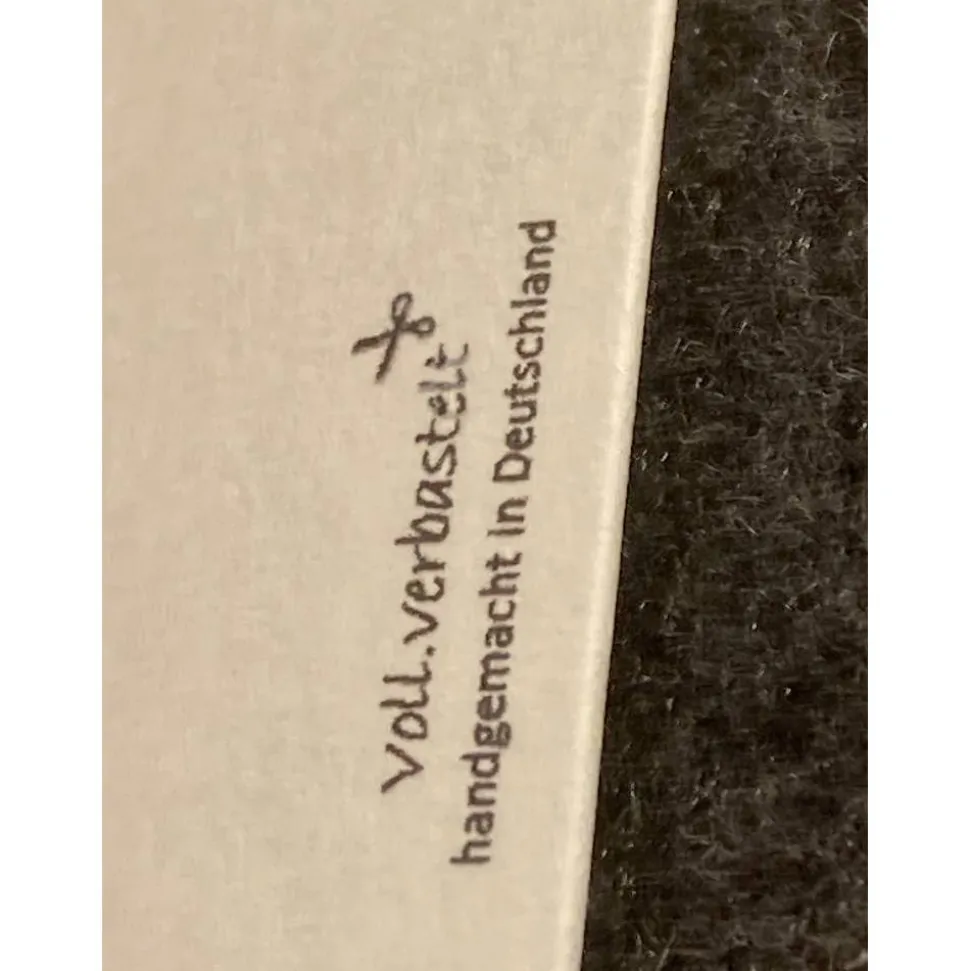 voll.verbastelt
handgemacht in Deutschland